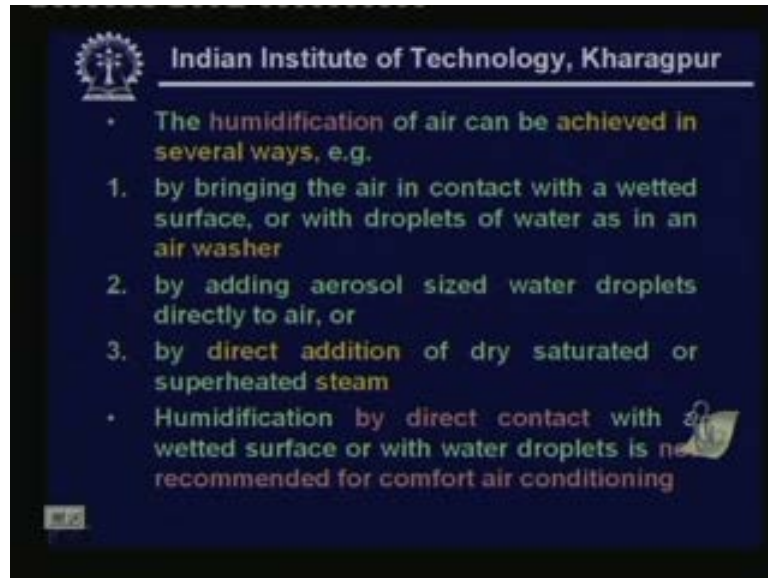 Indian Institute of Technology, Kharagpur
• The humidification of air can be achieved in
several ways, e.g.
1. by bringing the air in contact with a wetted
surface, or with droplets of water as in an
air washer
2. by adding aerosol sized water droplets
directly to air, or
3. by direct addition of dry saturated or
superheated steam
• Humidification by direct contact with a
wetted surface or with water droplets is
recommended for comfort air conditioning